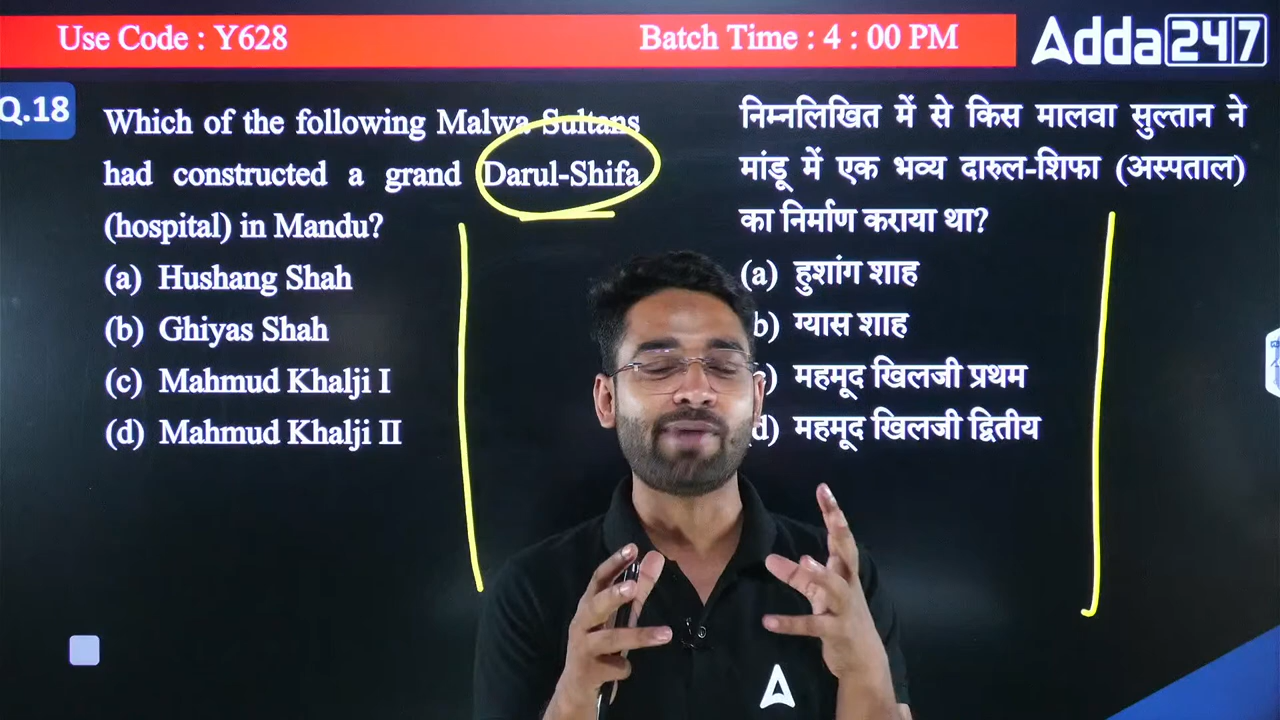 Use Code : Y628
Batch Time : 4 : 00 PM
Adda247
Q.18
Which of the following Malwa Sultans
had constructed a grand Darul-Shifa
(hospital) in Mandu?
(a) Hushang Shah
(b) Ghiyas Shah
(c) Mahmud Khalji I
(d) Mahmud Khalji II
निम्नलिखित में से किस मालवा सुल्तान ने
मांडू में एक भव्य दारुल-शिफा (अस्पताल)
का निर्माण कराया था?
(a) हुशांग शाह
b) ग्यास शाह
) महमूद खिलजी प्रथम
d) महमूद खिलजी द्वितीय